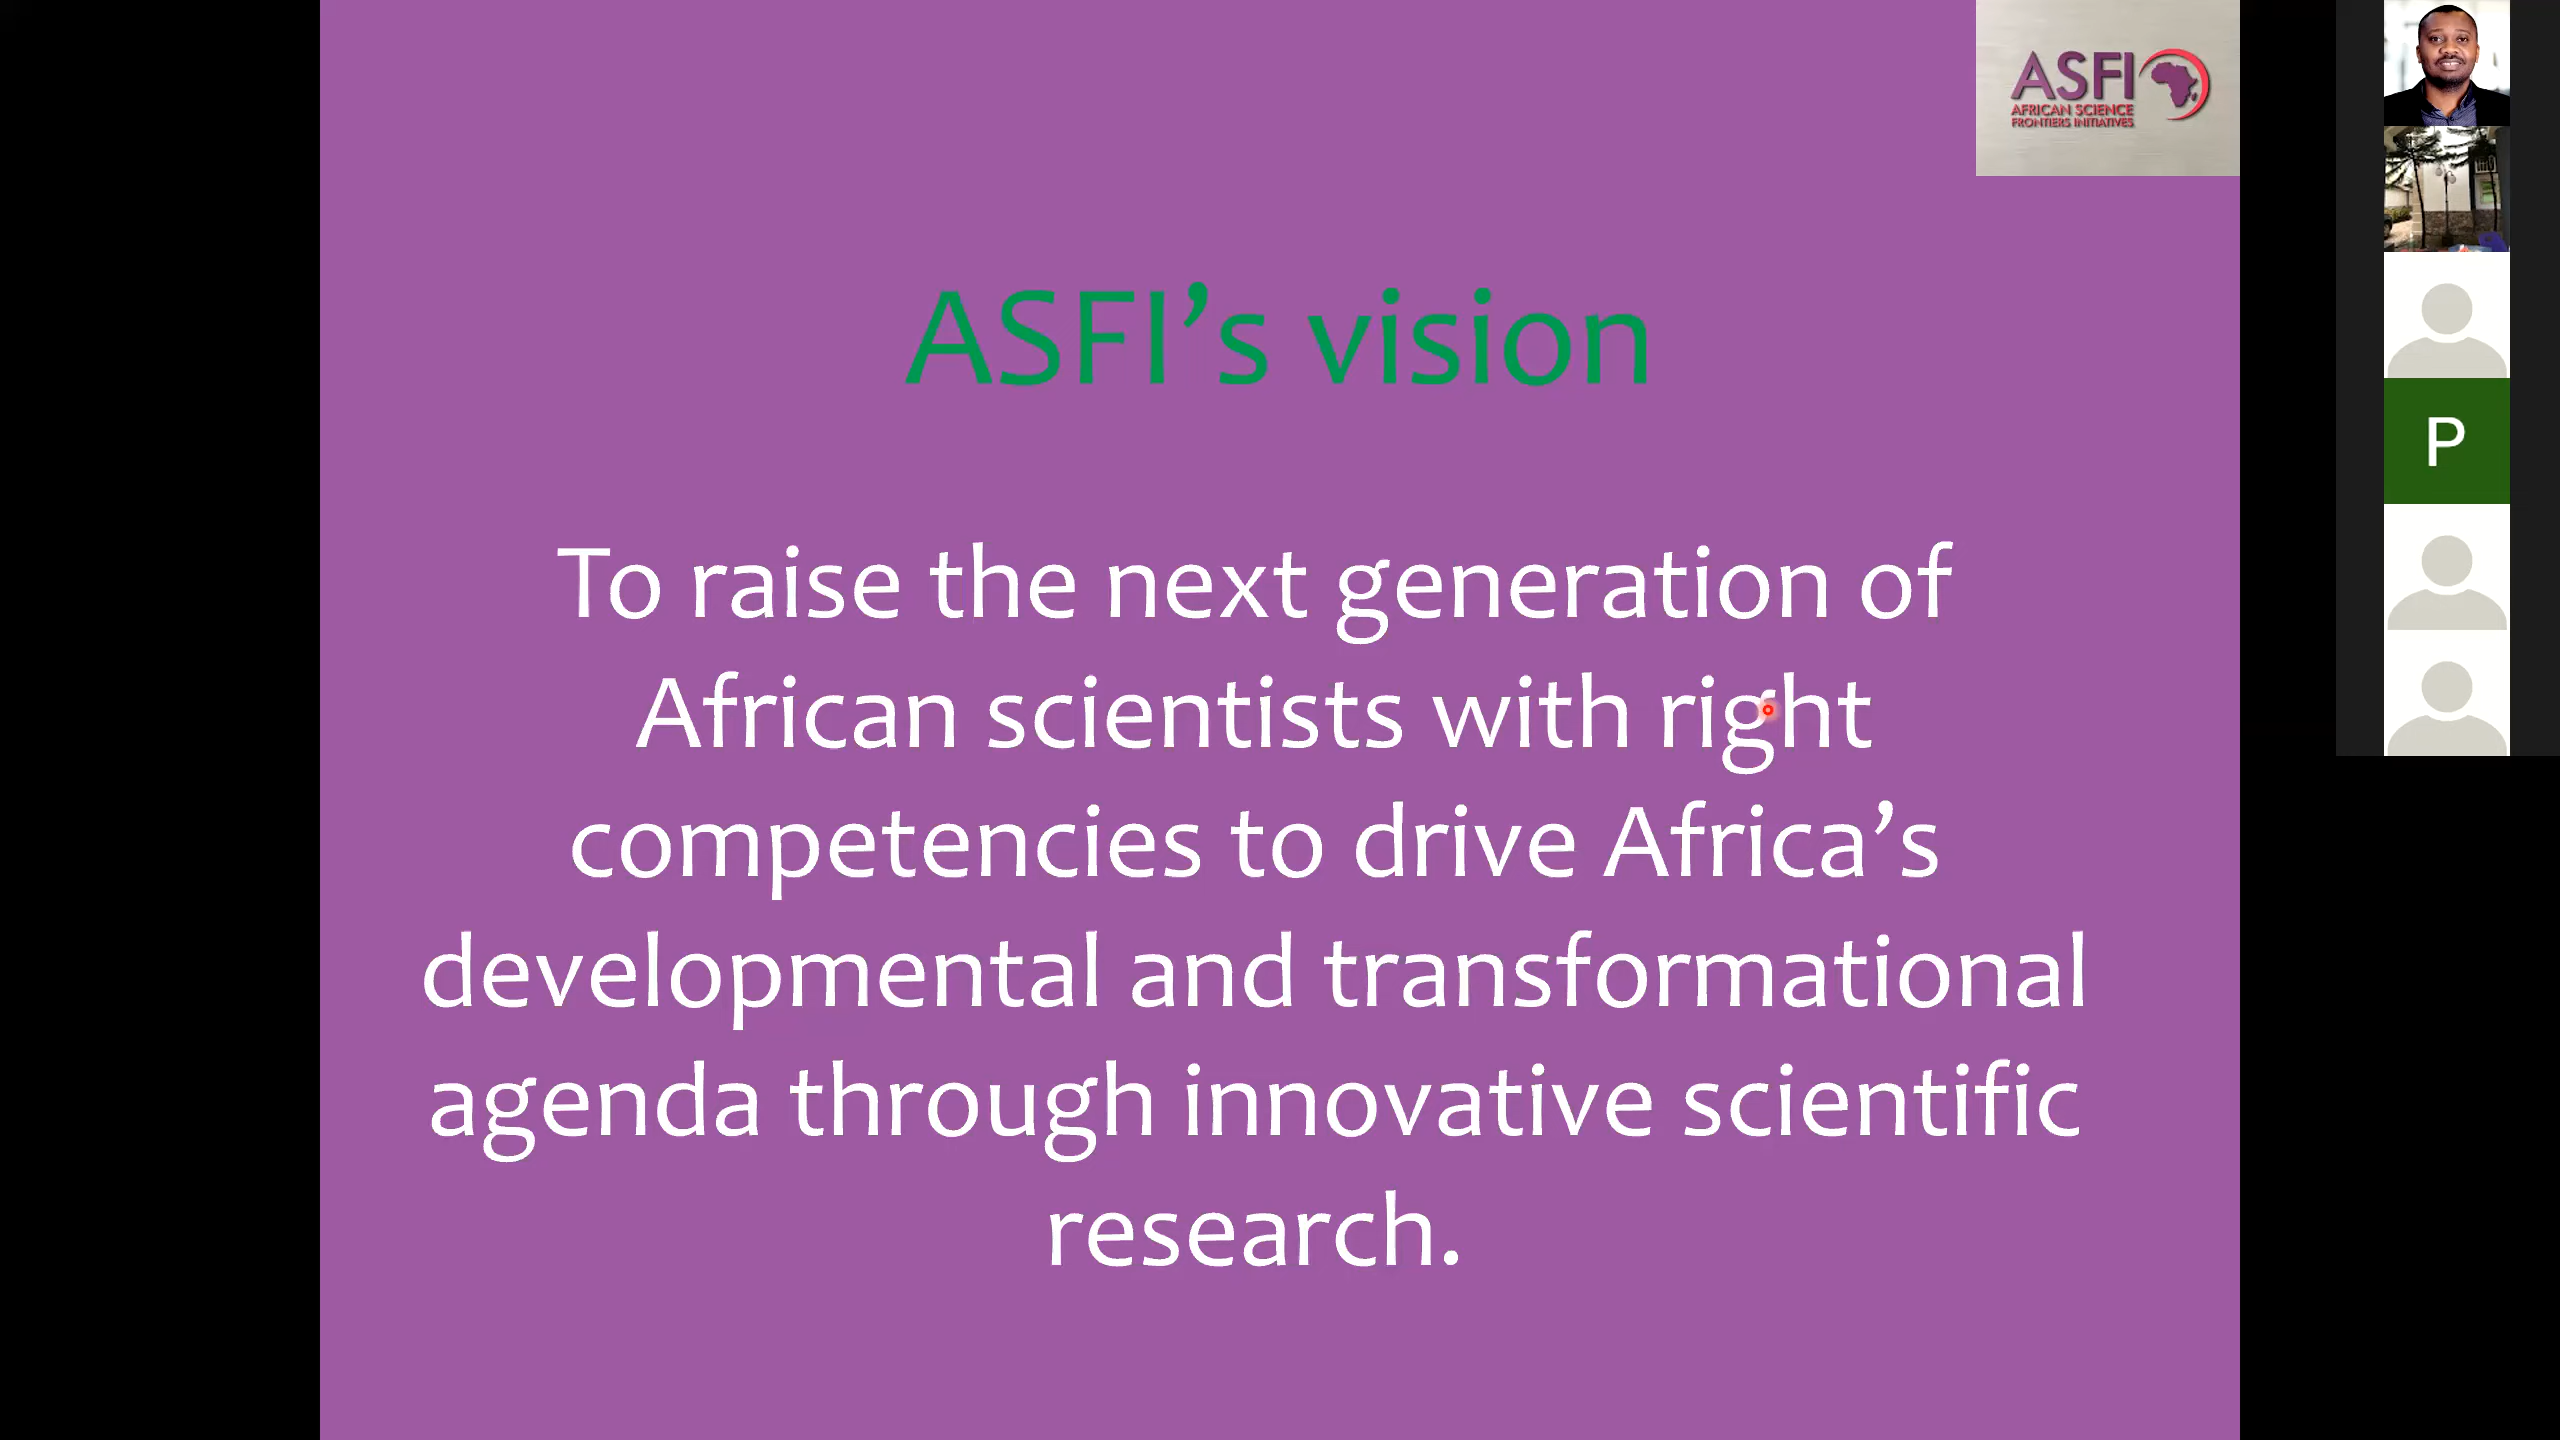 ASFI
AFRICAN SCIENCE
FRONTIERS INITIATIVES
ASFI’s vision
To raise the next generation of
African scientists with right
competencies to drive Africa’s
developmental and transformational
agenda through innovative scientific
research.
P